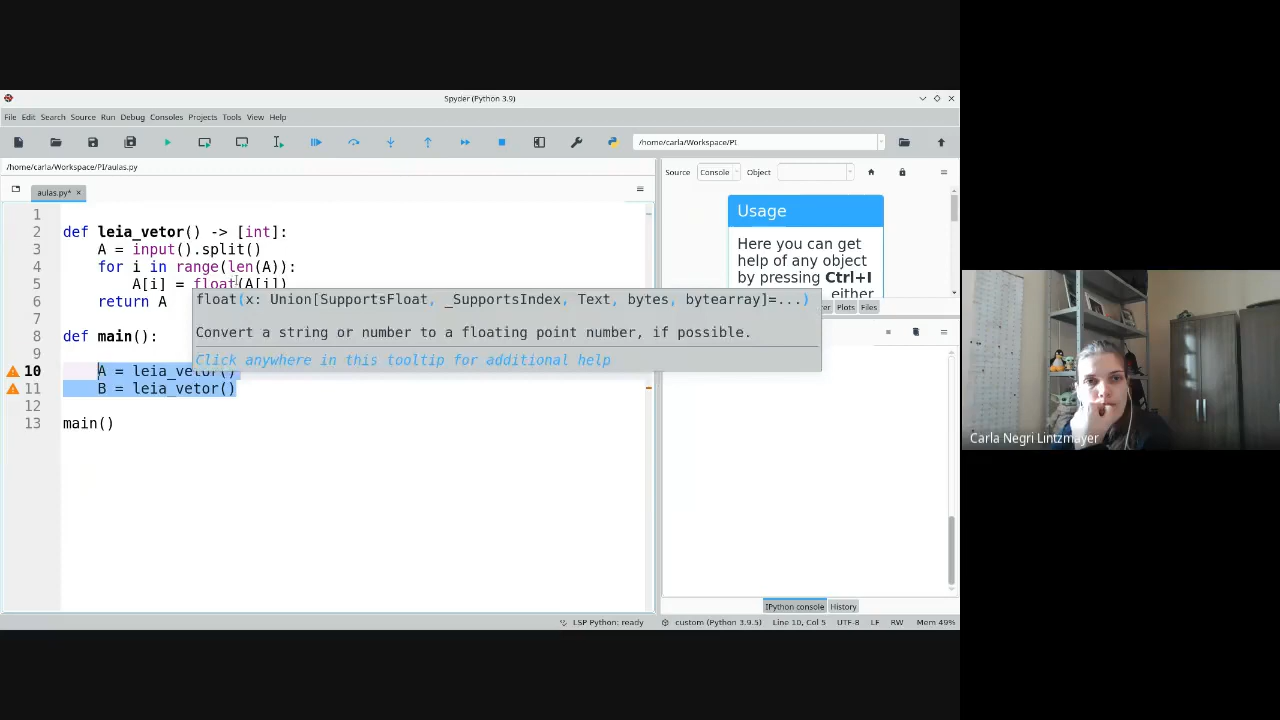 Spyder (Python 3.9)
File Edit Search Source Run Debug Consoles Projects Tools View Help
/home/carla/Workspace/PI
/home/carla/Workspace/PI/aulas.py
Source Console Object
aulas.py*
Usage
Here you can get
help of any object
by pressing Ctrl+I
either
Plots Files
1
2 def leia_vetor() -> [int]:
3 A = input().split()
4 for i in range(len(A)):
5 A[i] = float(A[i])
6 return A
7
8 def main():
9
10 A = leia_vetor()
11 B = leia_vetor()
12
13 main()
float(x: Union[SupportsFloat, _SupportsIndex, Text, bytes, bytearray]=...)
Convert a string or number to a floating point number, if possible.
Click anywhere in this tooltip for additional help
Carla Negri Lintzmayer
IPython console History
LSP Python: ready custom (Python 3.9.5) Line 10, Col 5 UTF-8 LF RW Mem 49%